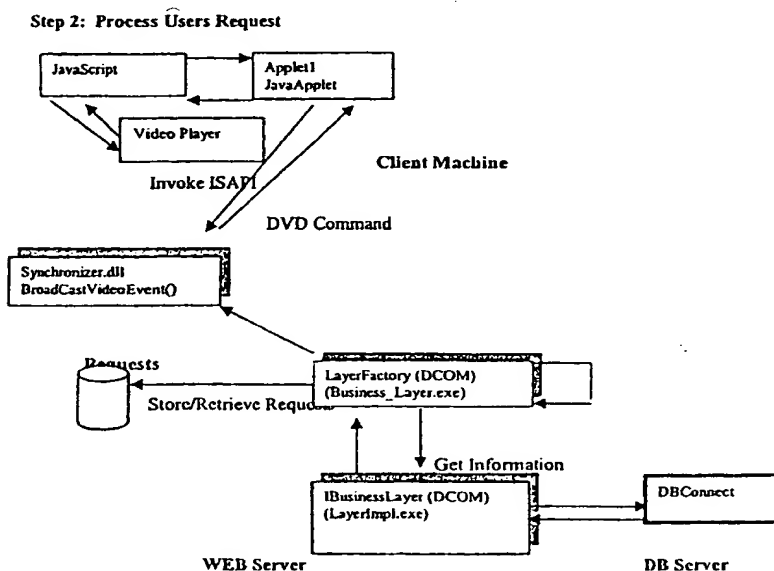 Step 2: Process Users Request
JavaScript
Applet1
JavaApplet
Video Player
Client Machine
Invoke ISAPI
DVD Command
Synchronizer.dll
BroadCastVideoEvent()
Requests
LayerFactory (DCOM)
(Business_Layer.exe)
Store/Retrieve Requests
Get Information
IBusinessLayer (DCOM)
(LayerImpl.exe)
DBConnect
WEB Server
DB Server